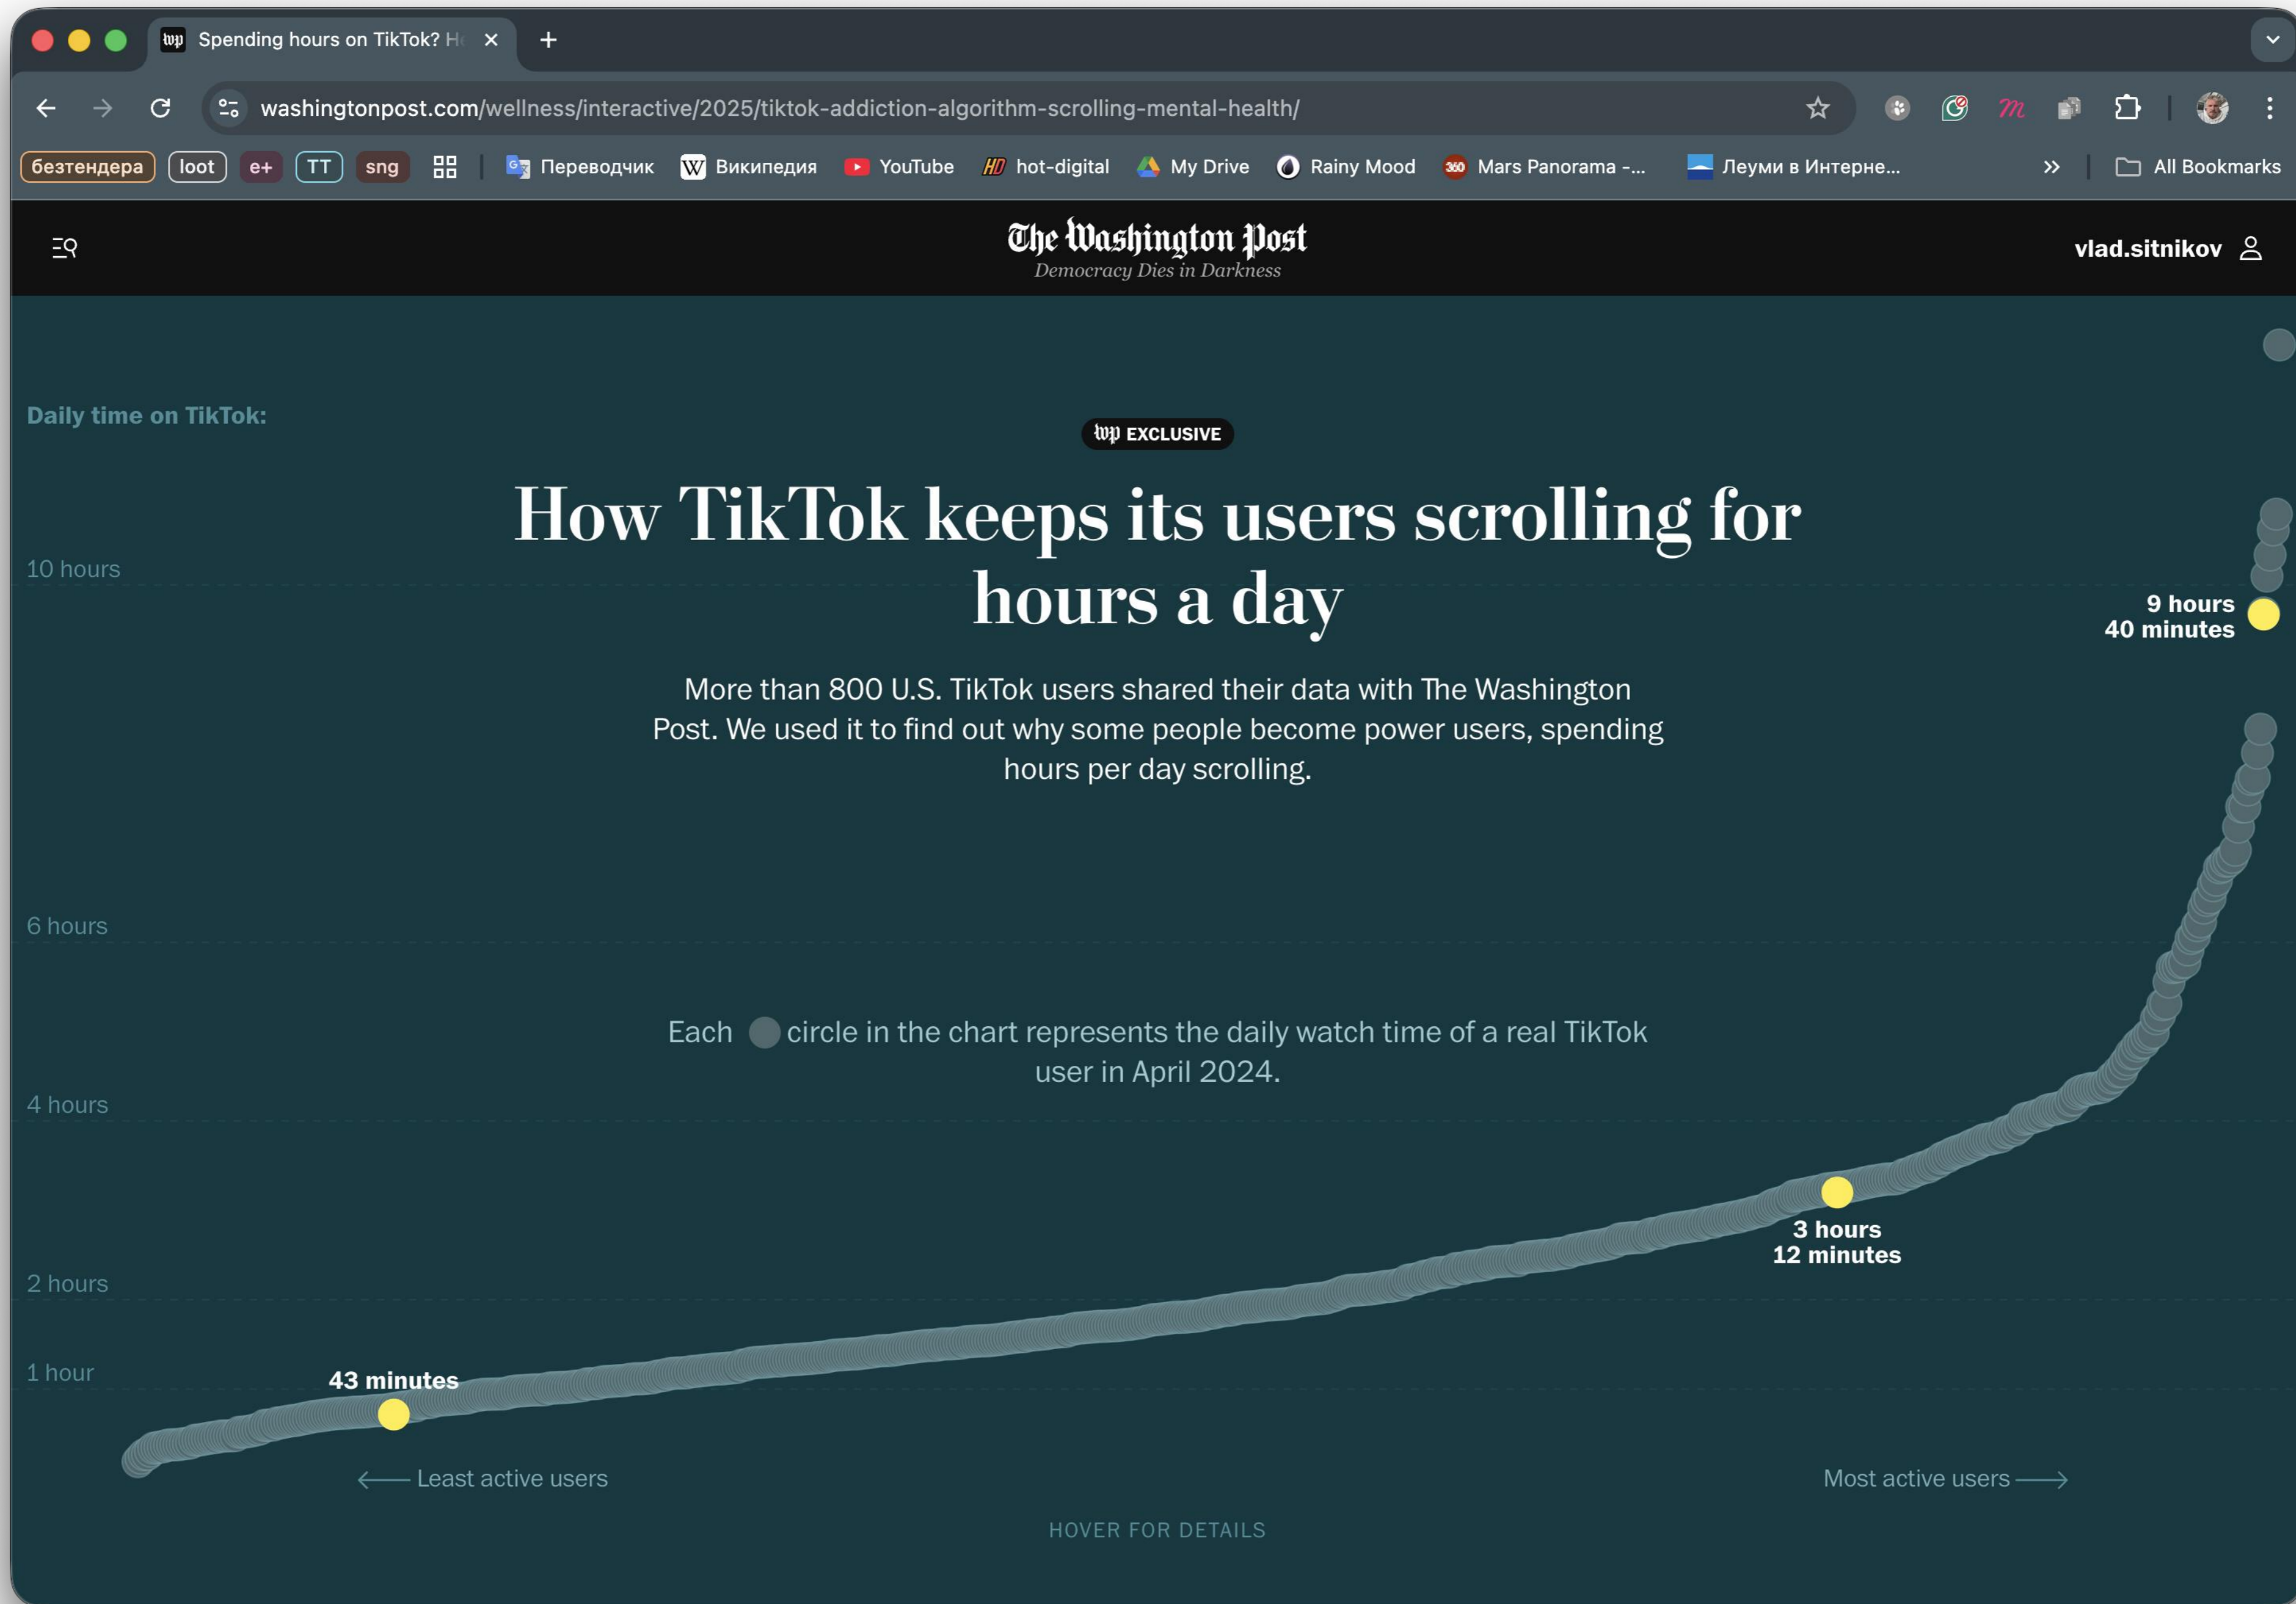 Spending hours on TikTok?
washingtonpost.com/wellness/interactive/2025/tiktok-addiction-algorithm-scrolling-mental-health/
безтендера loot e+ TT sng Переводчик W Википедия YouTube HD hot-digital My Drive Rainy Mood 360 Mars Panorama -... Леуми в Интерне... All Bookmarks
The Washington Post
Democracy Dies in Darkness
vlad.sitnikov
Daily time on TikTok:
wp EXCLUSIVE
How TikTok keeps its users scrolling for
hours a day
More than 800 U.S. TikTok users shared their data with The Washington
Post. We used it to find out why some people become power users, spending
hours per day scrolling.
10 hours
9 hours
40 minutes
6 hours
Each circle in the chart represents the daily watch time of a real TikTok
user in April 2024.
4 hours
3 hours
12 minutes
2 hours
1 hour
43 minutes
Least active users
Most active users
HOVER FOR DETAILS